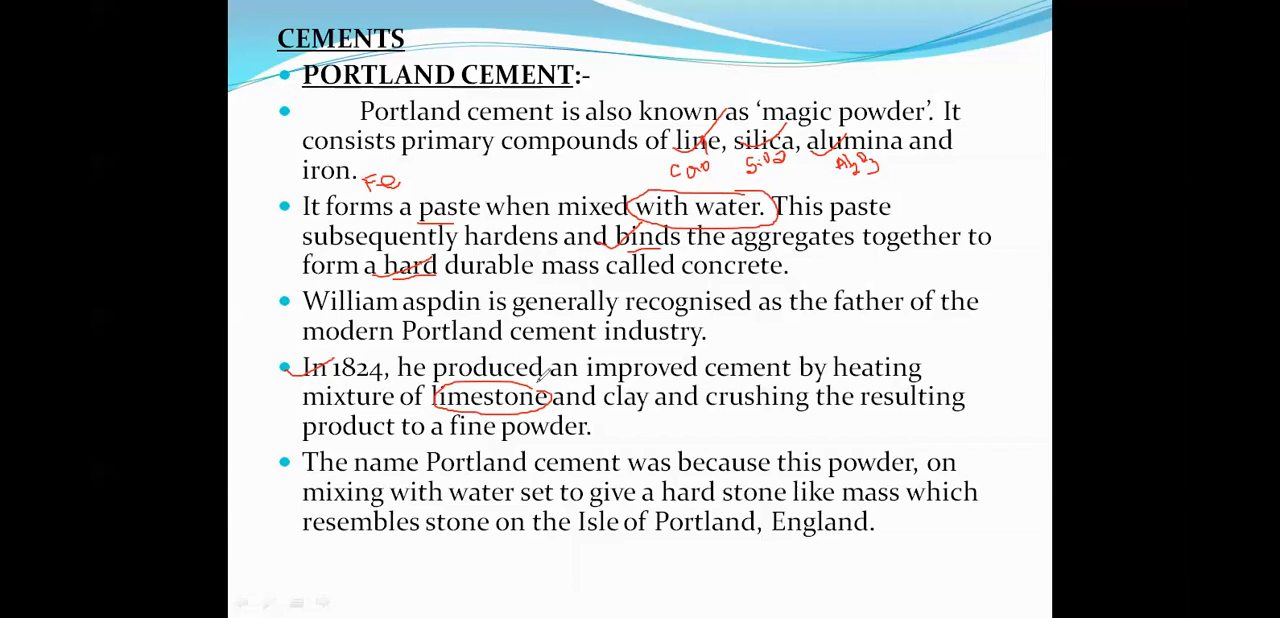 CEMENTS
PORTLAND CEMENT:-
Portland cement is also known as ‘magic powder’. It
consists primary compounds of lime, silica, alumina and
iron.
CaO SiO2 Al2O3
Fe
It forms a paste when mixed with water. This paste
subsequently hardens and binds the aggregates together to
form a hard durable mass called concrete.
William aspdin is generally recognised as the father of the
modern Portland cement industry.
In 1824, he produced an improved cement by heating
mixture of limestone and clay and crushing the resulting
product to a fine powder.
The name Portland cement was because this powder, on
mixing with water set to give a hard stone like mass which
resembles stone on the Isle of Portland, England.